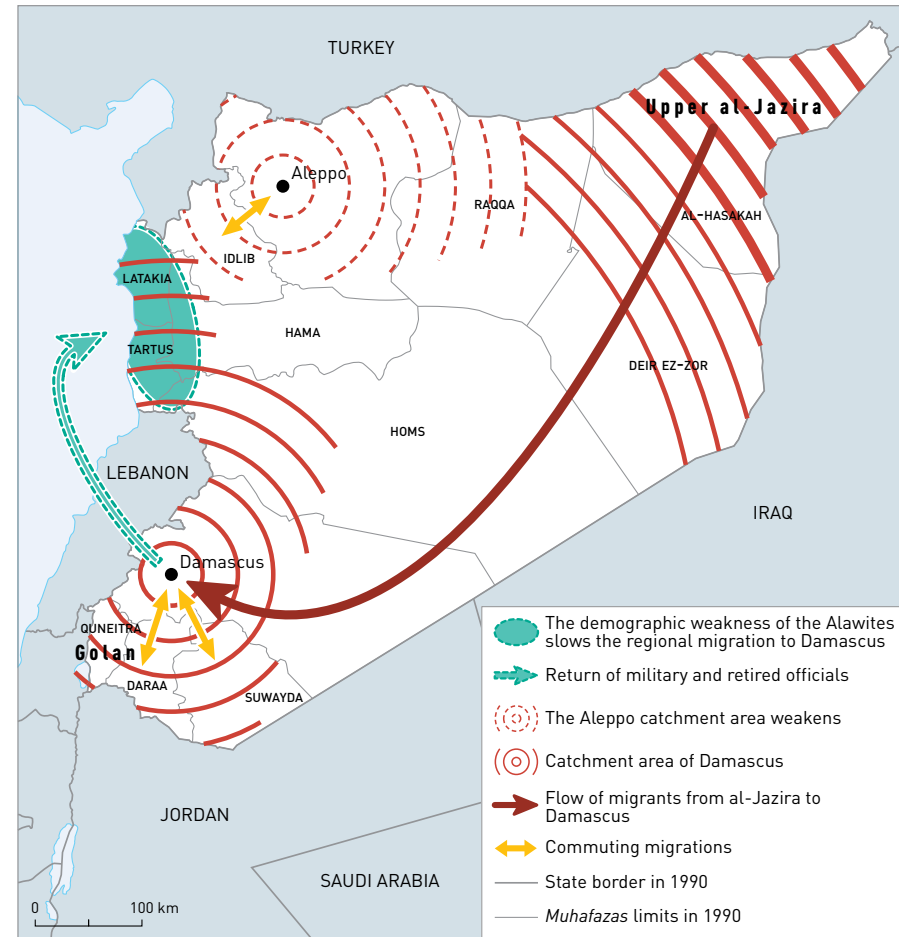 TURKEY
Upper al-Jazira
Aleppo
RAQQA
AL-HASAKAH
IDLIB
LATAKIA
HAMA
TARTUS
DEIR EZ-ZOR
HOMS
LEBANON
IRAQ
Damascus
QUNEITRA
Golan
DARAA
SUWAYDA
JORDAN
SAUDI ARABIA
0 100 km
The demographic weakness of the Alawites
slows the regional migration to Damascus
Return of military and retired officials
The Aleppo catchment area weakens
Catchment area of Damascus
Flow of migrants from al-Jazira to
Damascus
Commuting migrations
State border in 1990
Muhafazas limits in 1990